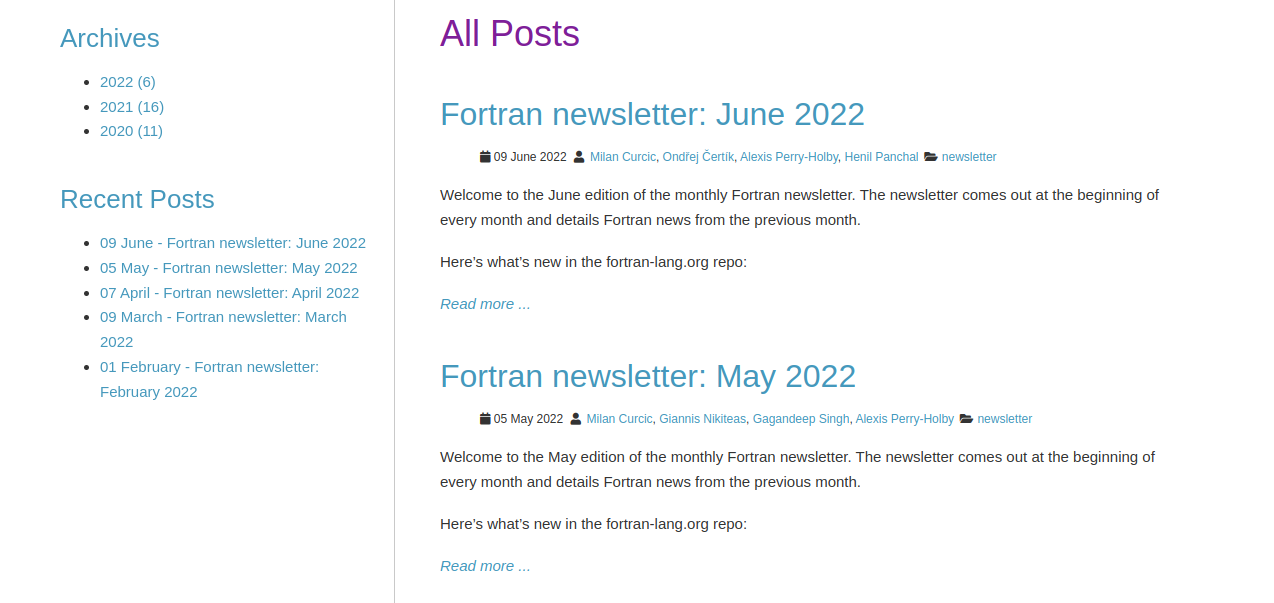 Archives
2022 (6)
2021 (16)
2020 (11)
Recent Posts
09 June - Fortran newsletter: June 2022
05 May - Fortran newsletter: May 2022
07 April - Fortran newsletter: April 2022
09 March - Fortran newsletter: March
2022
01 February - Fortran newsletter:
February 2022
All Posts
Fortran newsletter: June 2022
09 June 2022 Milan Curcic, Ondřej Čertík, Alexis Perry-Holby, Henil Panchal newsletter
Welcome to the June edition of the monthly Fortran newsletter. The newsletter comes out at the beginning of
every month and details Fortran news from the previous month.
Here’s what’s new in the fortran-lang.org repo:
Read more ...
Fortran newsletter: May 2022
05 May 2022 Milan Curcic, Giannis Nikiteas, Gagandeep Singh, Alexis Perry-Holby newsletter
Welcome to the May edition of the monthly Fortran newsletter. The newsletter comes out at the beginning of
every month and details Fortran news from the previous month.
Here’s what’s new in the fortran-lang.org repo:
Read more ...